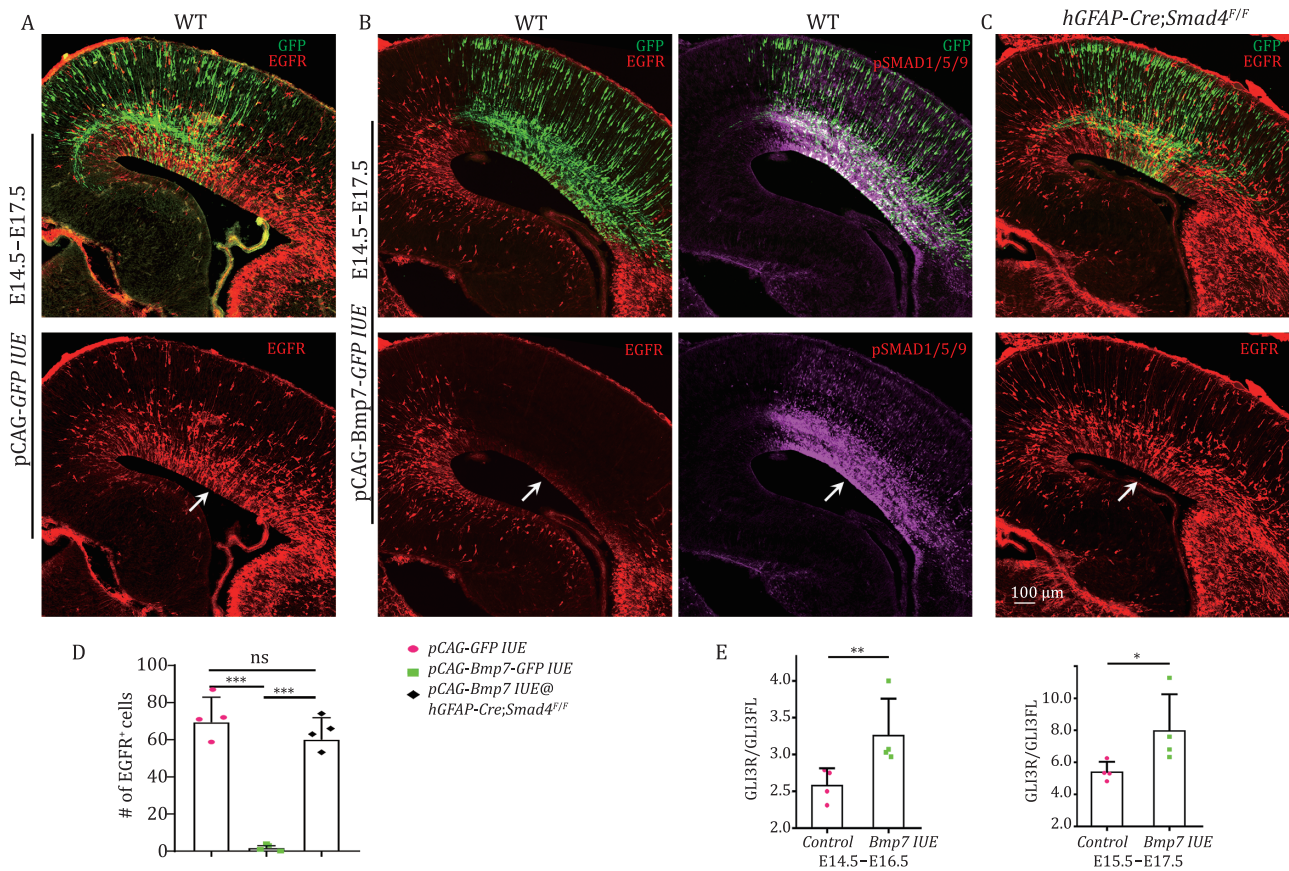 A
WT
GFP
EGFR
E14.5–E17.5
pCAG-GFP IUE
EGFR
B
WT
WT
GFP
EGFR
GFP
pSMAD1/5/9
E14.5–E17.5
pCAG-Bmp7-GFP IUE
EGFR
pSMAD1/5/9
C
hGFAP-Cre;Smad4F/F
GFP
EGFR
EGFR
100 μm
D
# of EGFR+ cells
100
80
60
40
20
0
ns
***
***
pCAG-GFP IUE
pCAG-Bmp7-GFP IUE
pCAG-Bmp7 IUE@
hGFAP-Cre;Smad4F/F
E
GLI3R/GLI3FL
4.0
3.5
3.0
2.5
2.0
**
Control
Bmp7 IUE
E14.5–E16.5
GLI3R/GLI3FL
12.0
10.0
8.0
6.0
4.0
2.0
*
Control
Bmp7 IUE
E15.5–E17.5